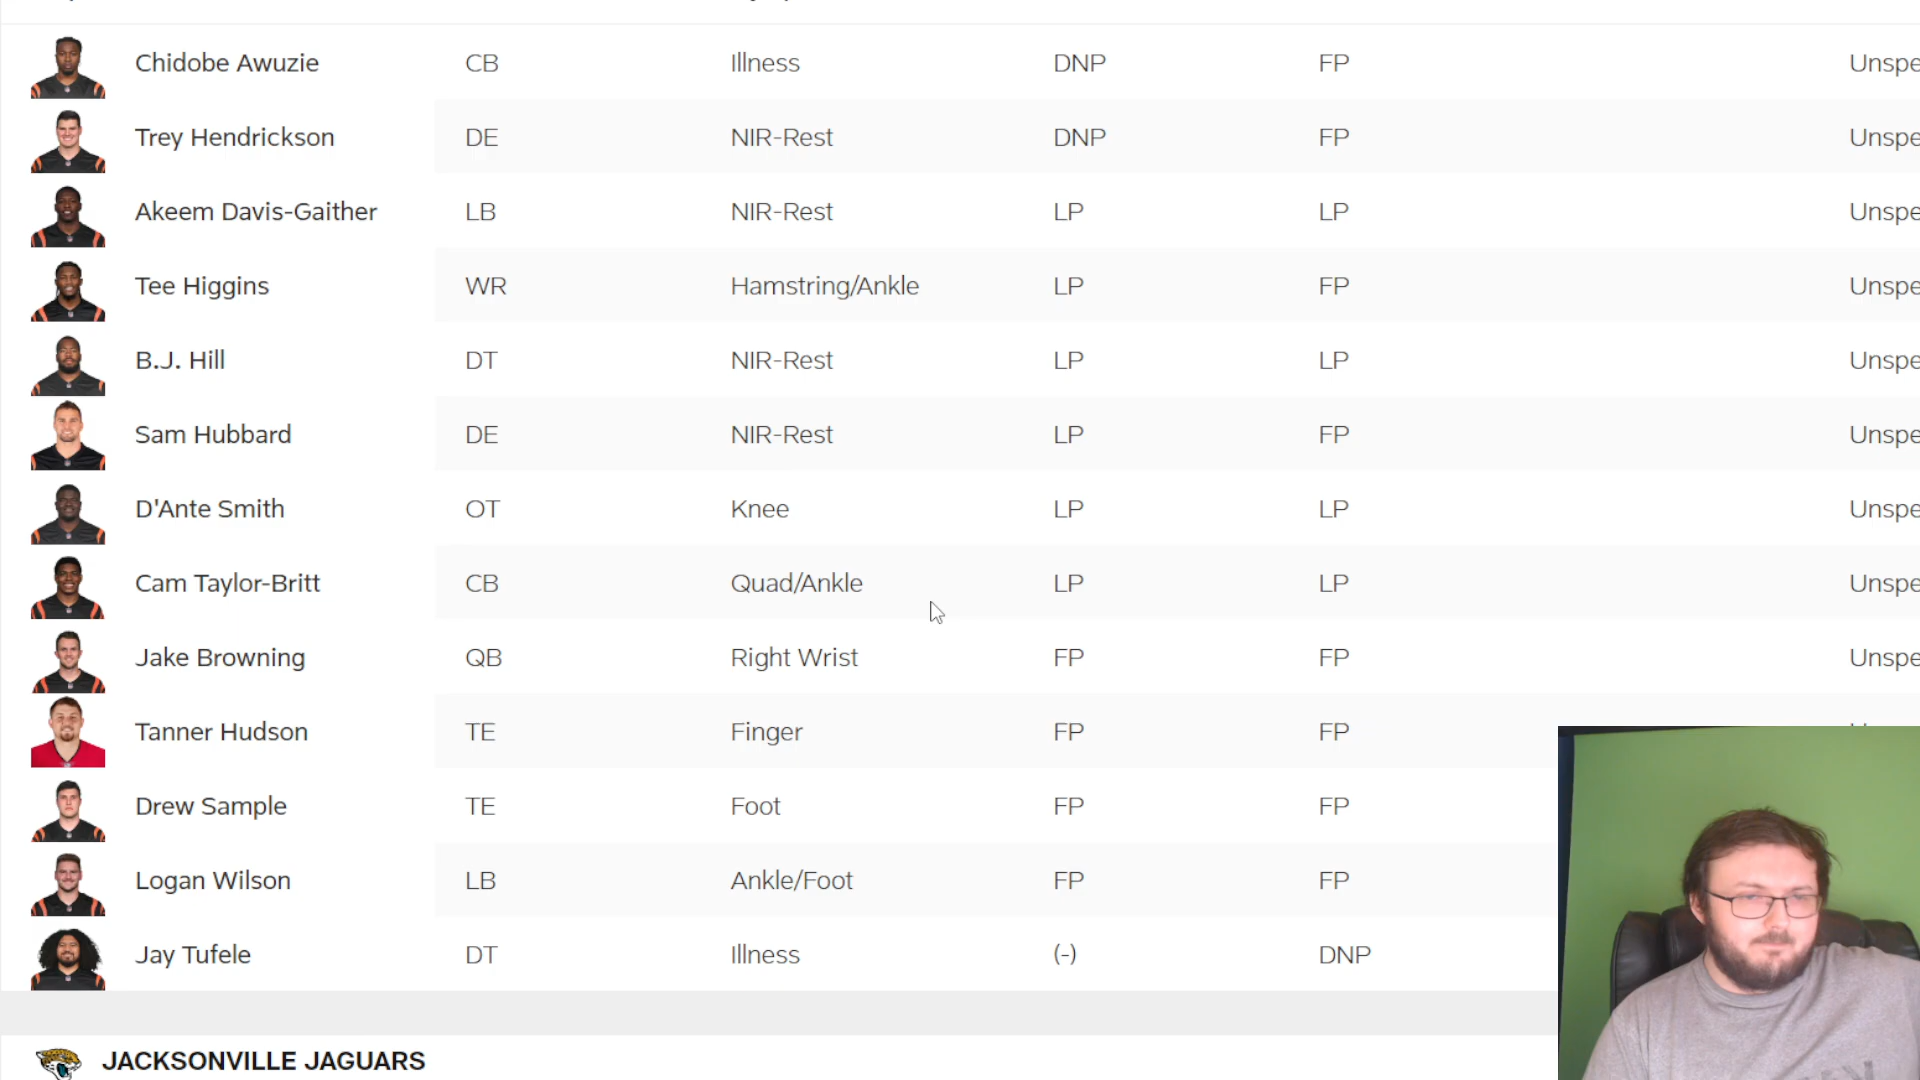 Chidobe Awuzie CB Illness DNP FP Unspe
Trey Hendrickson DE NIR-Rest DNP FP Unspe
Akeem Davis-Gaither LB NIR-Rest LP LP Unspe
Tee Higgins WR Hamstring/Ankle LP FP Unspe
B.J. Hill DT NIR-Rest LP LP Unspe
Sam Hubbard DE NIR-Rest LP FP Unspe
D'Ante Smith OT Knee LP LP Unspe
Cam Taylor-Britt CB Quad/Ankle LP LP Unspe
Jake Browning QB Right Wrist FP FP Unspe
Tanner Hudson TE Finger FP FP
Drew Sample TE Foot FP FP
Logan Wilson LB Ankle/Foot FP FP
Jay Tufele DT Illness (-) DNP
JACKSONVILLE JAGUARS